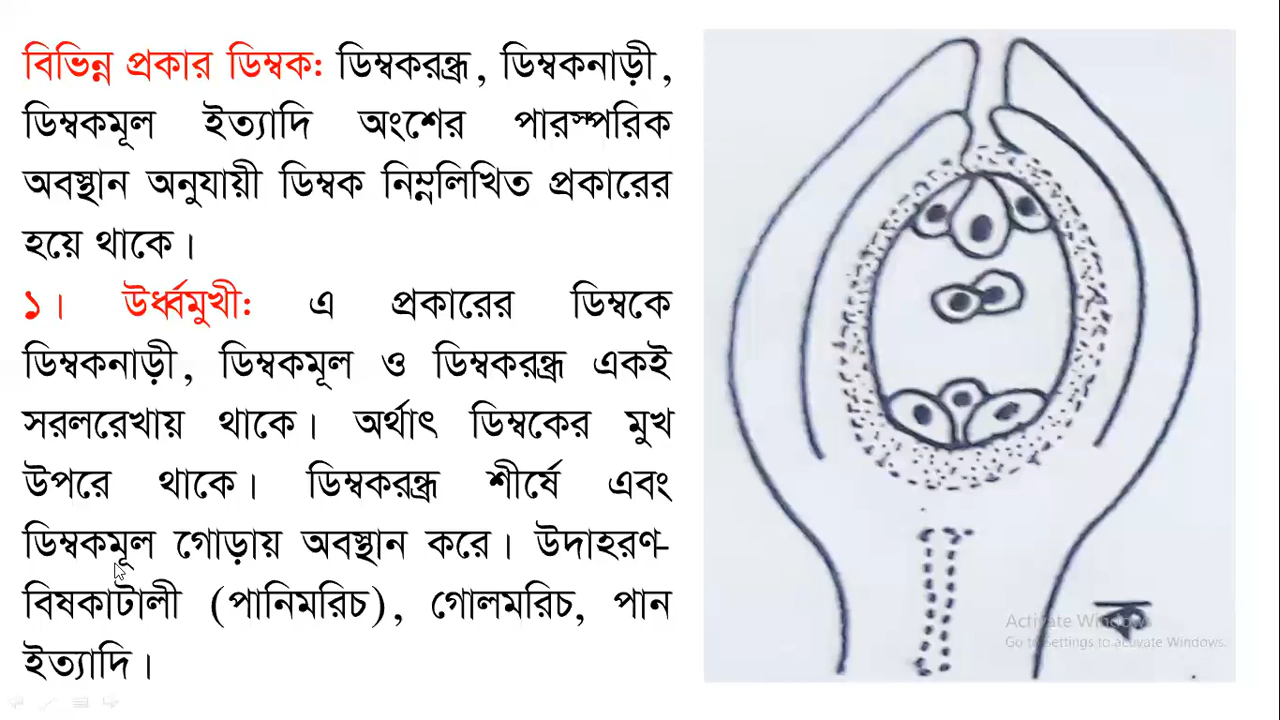 বিভিন্ন প্রকার ডিম্বক: ডিম্বকরন্ধ্র, ডিম্বকনাড়ী,
ডিম্বকমূল ইত্যাদি অংশের পারস্পরিক
অবস্থান অনুযায়ী ডিম্বক নিম্নলিখিত প্রকারের
হয়ে থাকে।
১। উর্ধ্বমুখী: এ প্রকারের ডিম্বকে
ডিম্বকনাড়ী, ডিম্বকমূল ও ডিম্বকরন্ধ্র একই
সরলরেখায় থাকে। অর্থাৎ ডিম্বকের মুখ
উপরে থাকে। ডিম্বকরন্ধ্র শীর্ষে এবং
ডিম্বকমূল গোড়ায় অবস্থান করে। উদাহরণ-
বিষকাটালী (পানিমরিচ), গোলমরিচ, পান
ইত্যাদি।
ক
Activate Windows
Go to Settings to activate Windows.